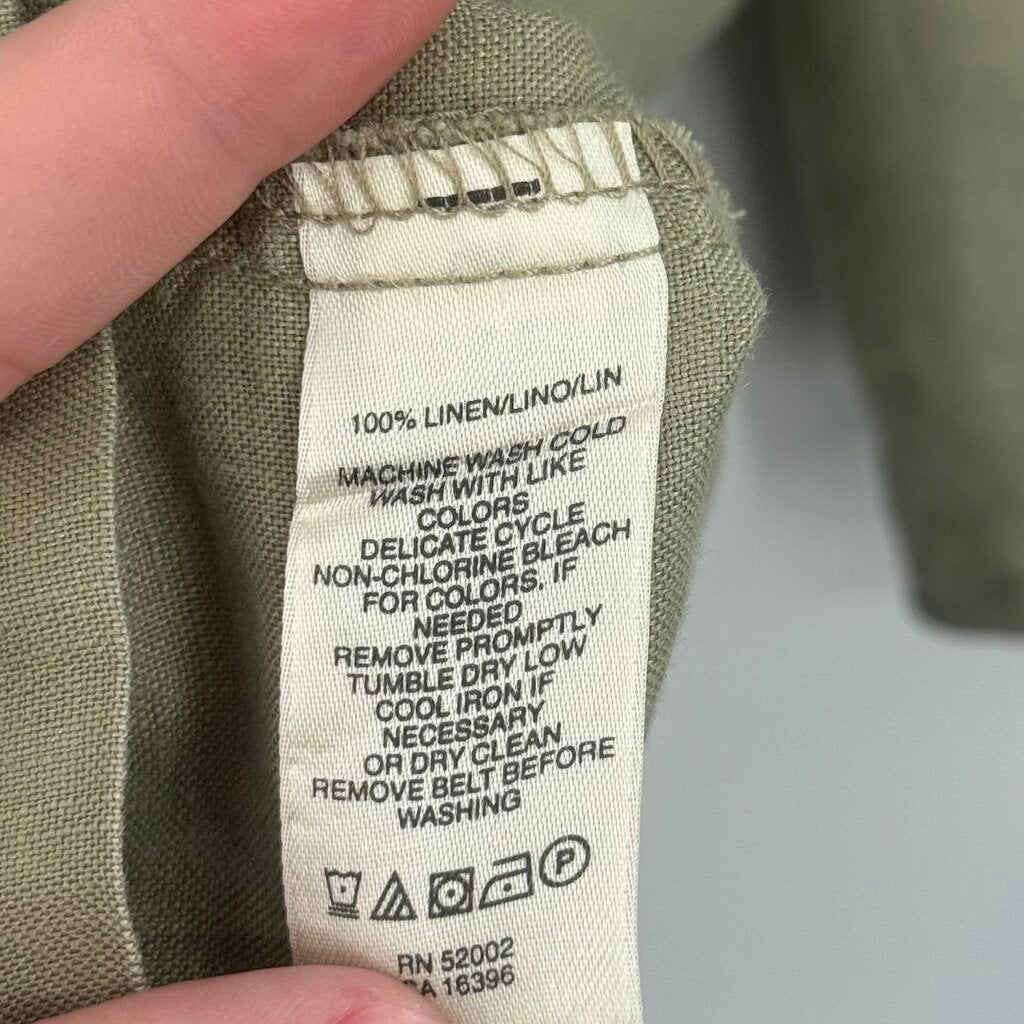 100% LINEN/LINO/LIN
MACHINE WASH COLD
WASH WITH LIKE
COLORS
DELICATE CYCLE
NON-CHLORINE BLEACH
FOR COLORS. IF
NEEDED
REMOVE PROMPTLY
TUMBLE DRY LOW
COOL IRON IF
NECESSARY
OR DRY CLEAN
REMOVE BELT BEFORE
WASHING
P
RN 52002
CA 16396